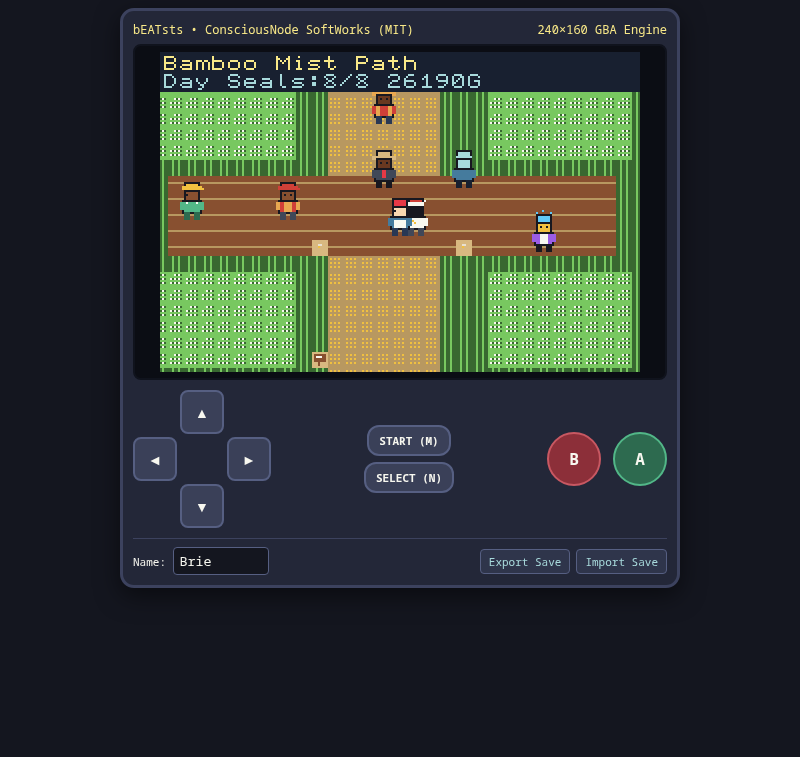 bEATsts • ConsciousNode SoftWorks (MIT) 240×160 GBA Engine
Bamboo Mist Path
Day Seals:8/8 26190G
▲
◀ ▶
▼
START (M)
SELECT (N)
B A
Name: Brie Export Save Import Save